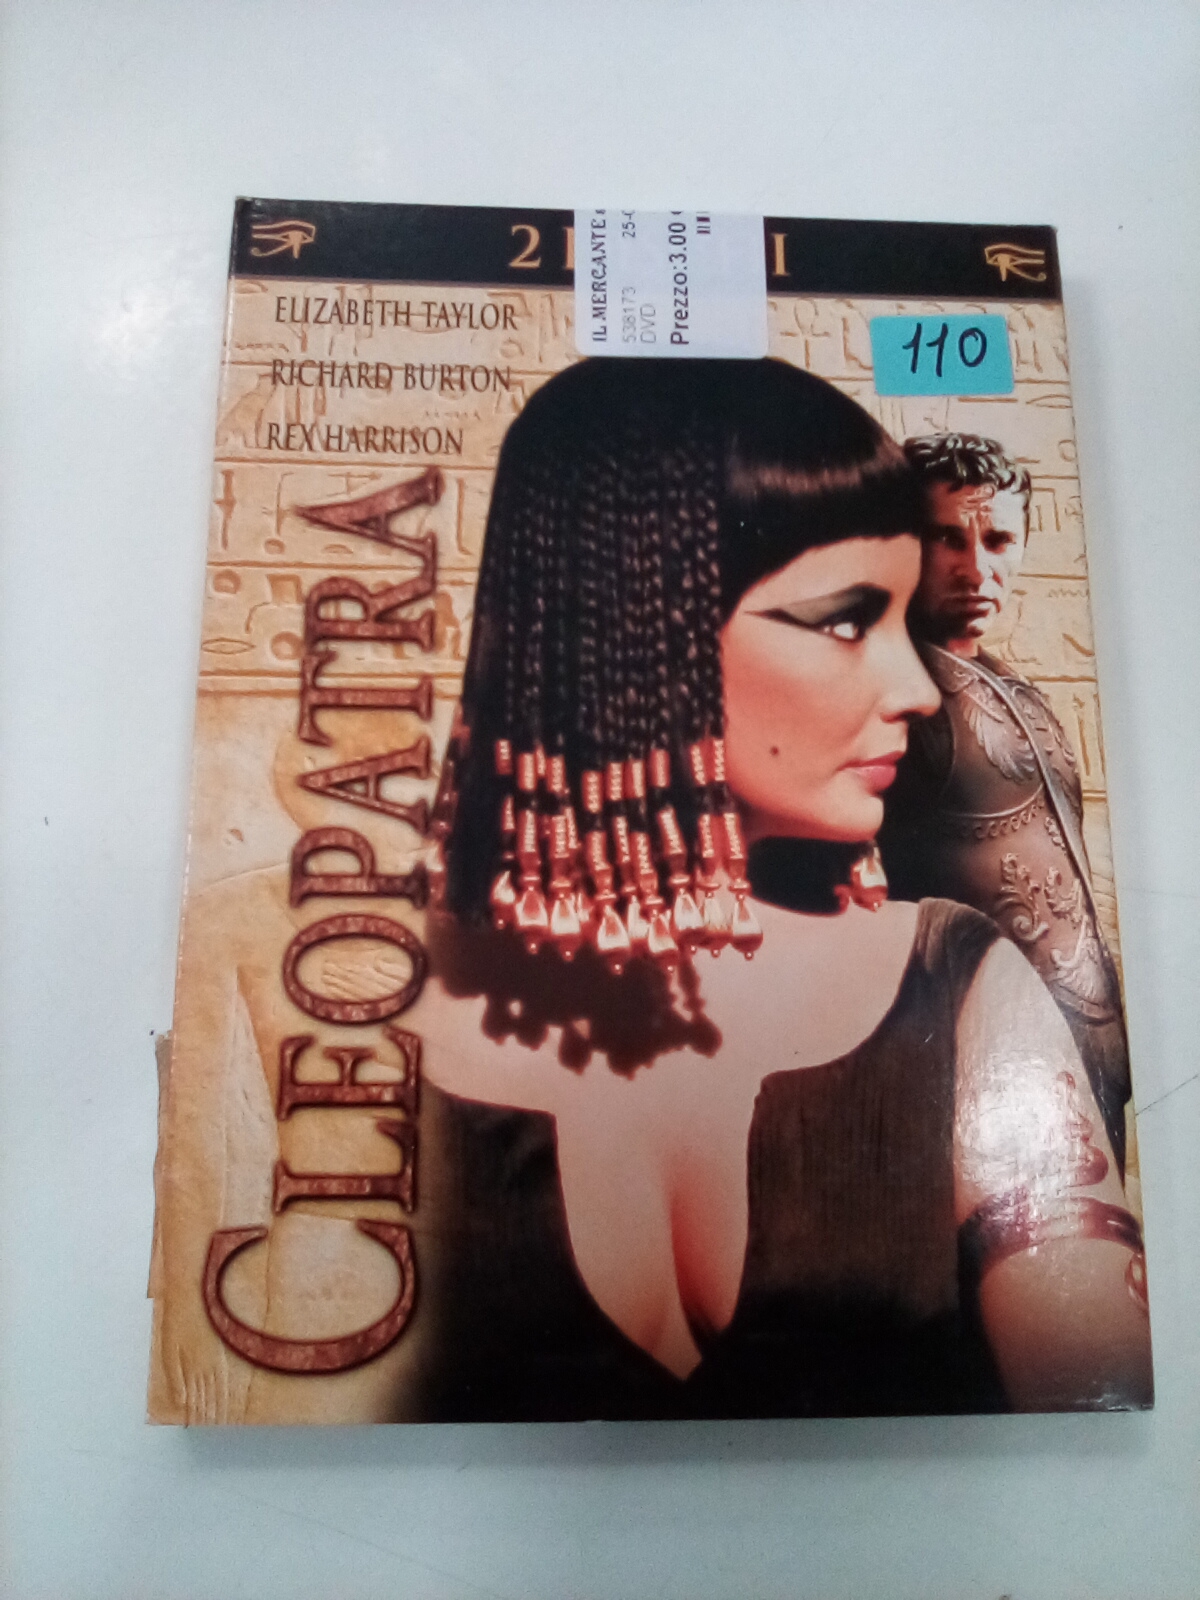 ELIZABETH TAYLOR
RICHARD BURTON
REX HARRISON
CLEOPATRA
IL MERCANTE
538173
DVD
Prezzo:3.00
110